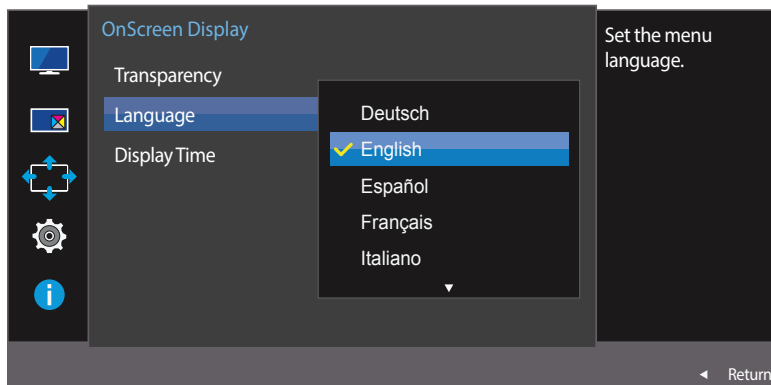 OnScreen Display
Transparency
Language
Display Time
Deutsch
English
Español
Français
Italiano
Set the menu
language.
Return